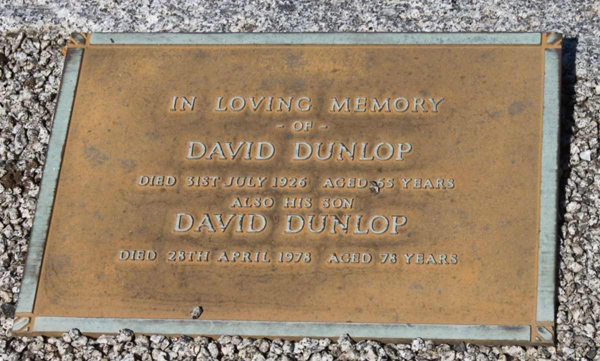 IN LOVING MEMORY
- OF -
DAVID DUNLOP
DIED 31ST JULY 1926 AGED 65 YEARS
ALSO HIS SON
DAVID DUNLOP
DIED 28TH APRIL 1978 AGED 78 YEARS